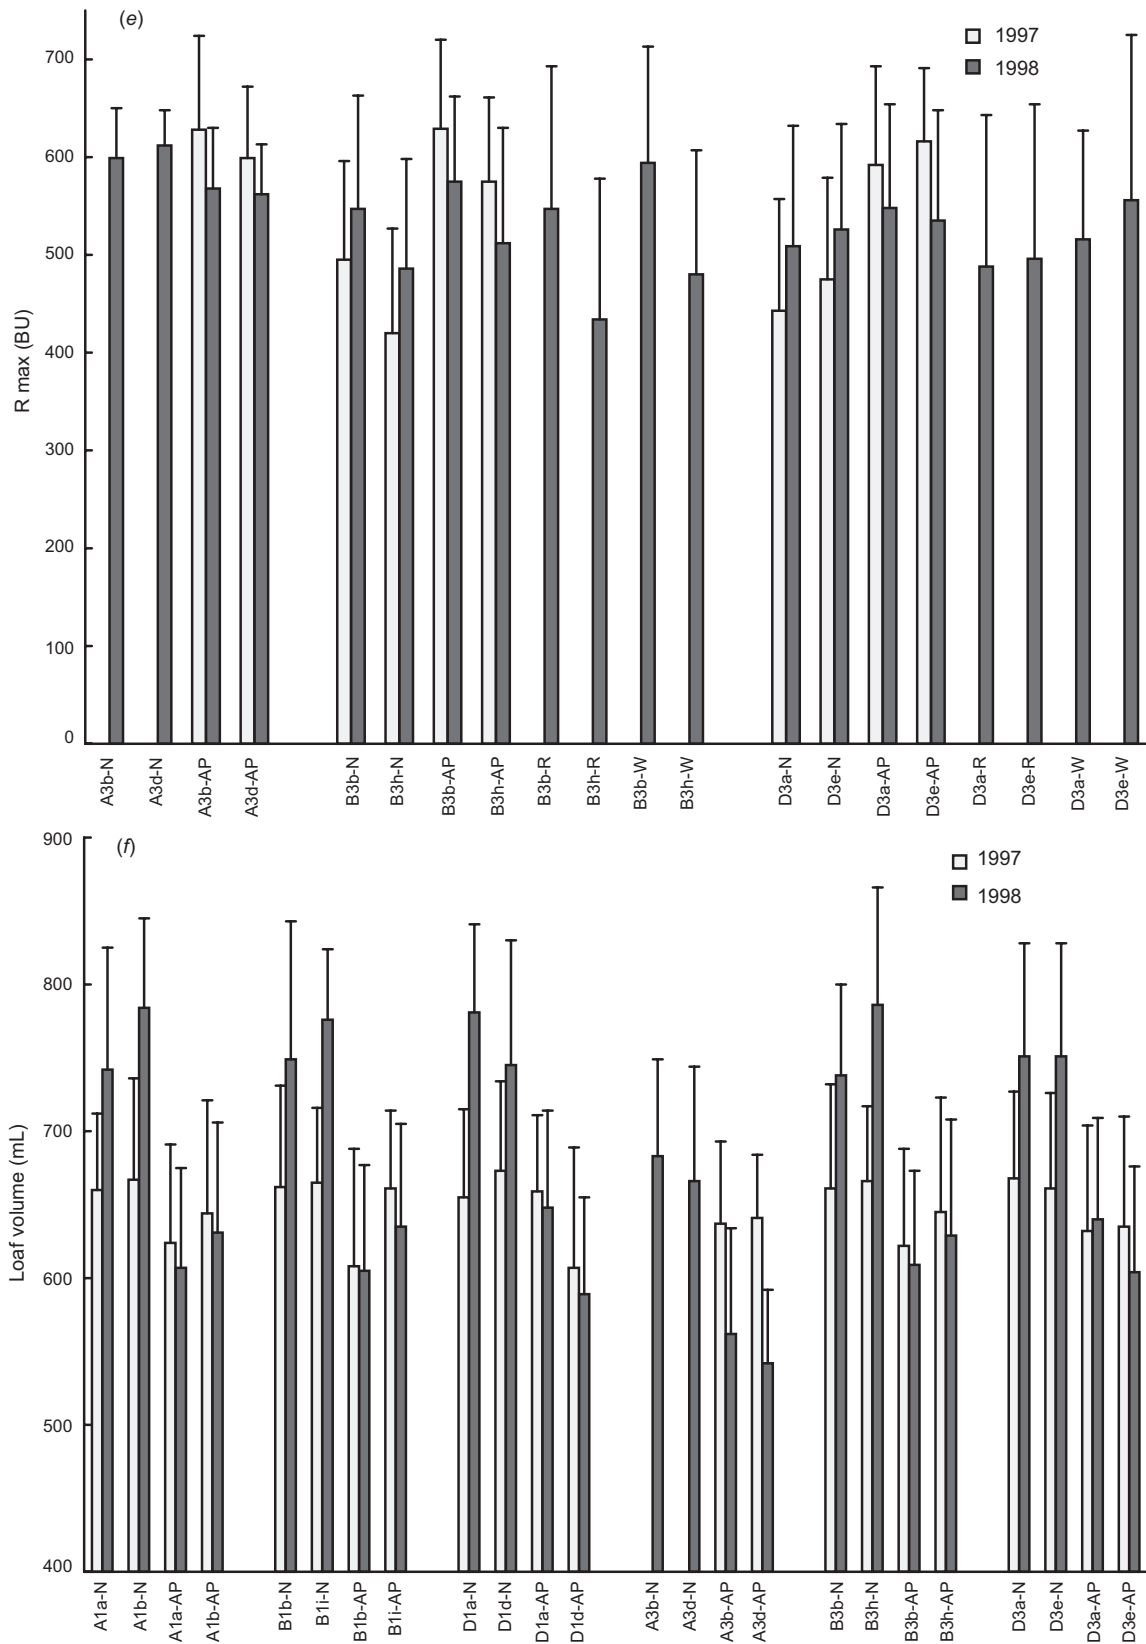 (e)
1997
1998
700
600
500
400
300
200
100
0
R max (BU)
A3b-N
A3d-N
A3b-AP
A3d-AP
B3b-N
B3h-N
B3b-AP
B3h-AP
B3b-R
B3h-R
B3b-W
B3h-W
D3a-N
D3e-N
D3a-AP
D3e-AP
D3a-R
D3e-R
D3a-W
D3e-W
(f)
1997
1998
900
800
700
600
500
400
Loaf volume (mL)
A1a-N
A1b-N
A1a-AP
A1b-AP
B1b-N
B1i-N
B1b-AP
B1i-AP
D1a-N
D1d-N
D1a-AP
D1d-AP
A3b-N
A3d-N
A3b-AP
A3d-AP
B3b-N
B3h-N
B3b-AP
B3h-AP
D3a-N
D3e-N
D3a-AP
D3e-AP